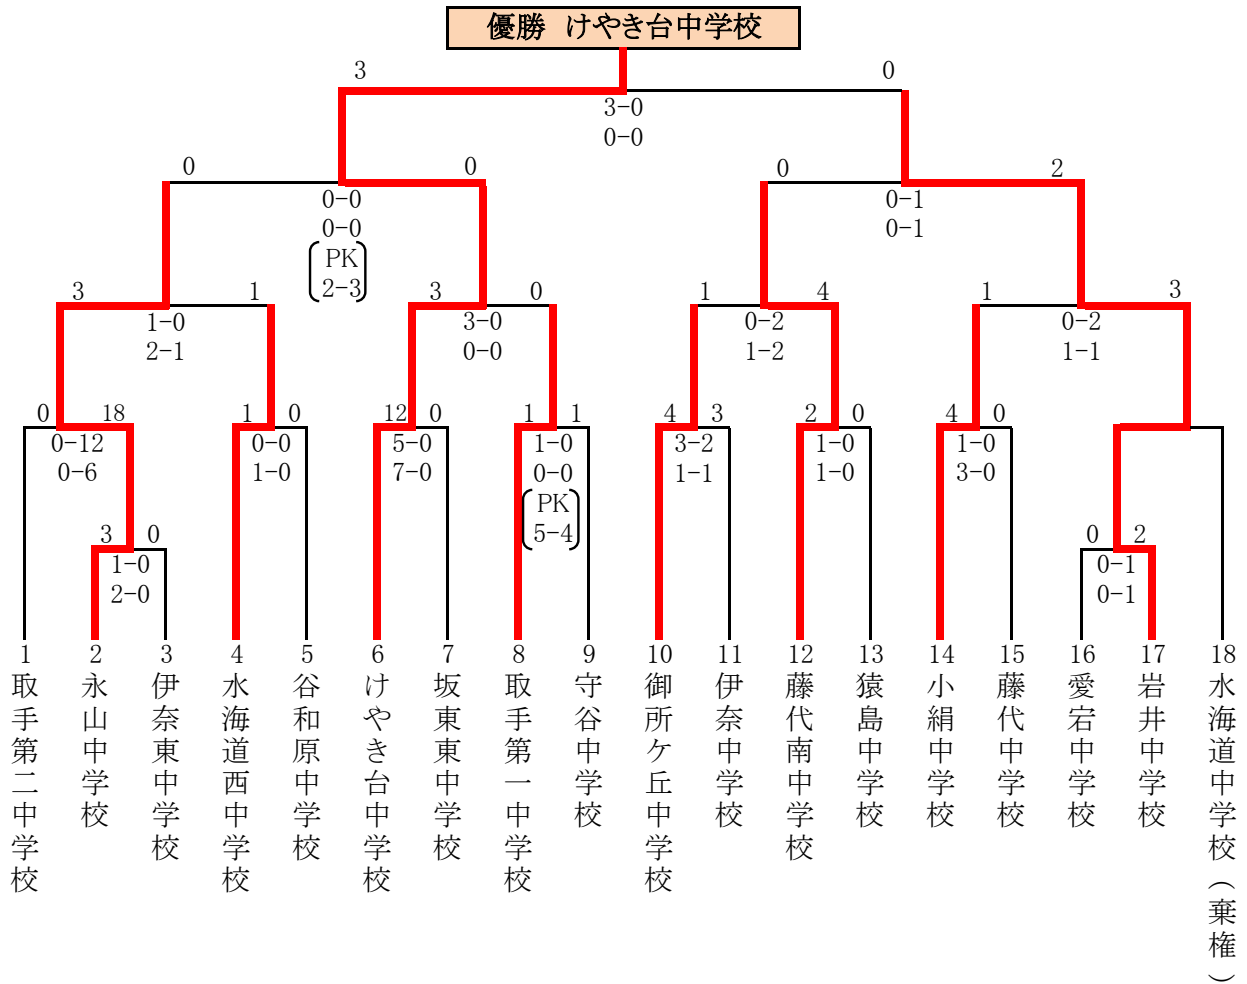 優勝 けやき台中学校
3 0
3-0
0-0
0 0 0 2
0-0 0-1
0-0 0-1
PK
2-3
3 1 3 0 1 4 1 3
1-0 3-0 0-2 0-2
2-1 0-0 1-2 1-1
0 18 1 0 12 0 1 1 4 3 2 0 4 0
0-12 0-0 5-0 1-0 3-2 1-0 1-0
0-6 1-0 7-0 0-0 1-1 1-0 3-0
PK
5-4
3 0 0 2
1-0 0-1
2-0 0-1
1 2 3 4 5 6 7 8 9 10 11 12 13 14 15 16 17 18
取手第二中学校
永山中学校
伊奈東中学校
水海道西中学校
谷和原中学校
けやき台中学校
坂東東中学校
取手第一中学校
守谷中学校
御所ケ丘中学校
伊奈中学校
藤代南中学校
猿島中学校
小絹中学校
藤代中学校
愛宕中学校
岩井中学校
水海道中学校（棄権）